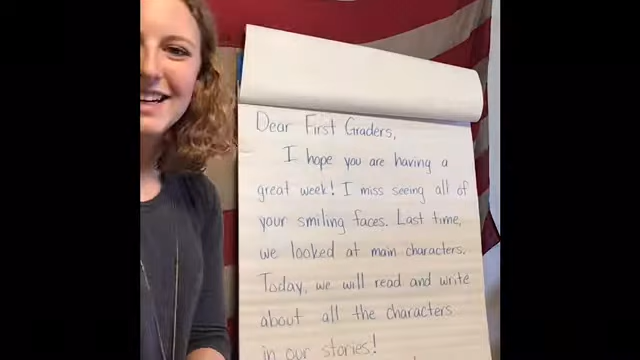 Dear First Graders,
I hope you are having a
great week! I miss seeing all of
your smiling faces. Last time,
we looked at main characters.
Today, we will read and write
about all the characters
in our stories!